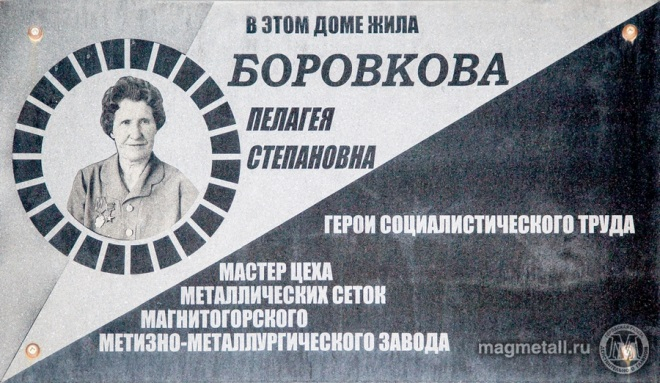 В ЭТОМ ДОМЕ ЖИЛА
БОРОВКОВА
ПЕЛАГЕЯ
СТЕПАНОВНА
ГЕРОИ СОЦИАЛИСТИЧЕСКОГО ТРУДА
МАСТЕР ЦЕХА
МЕТАЛЛИЧЕСКИХ СЕТОК
МАГНИТОГОРСКОГО
МЕТИЗНО-МЕТАЛЛУРГИЧЕСКОГО ЗАВОДА
magmetall.ru